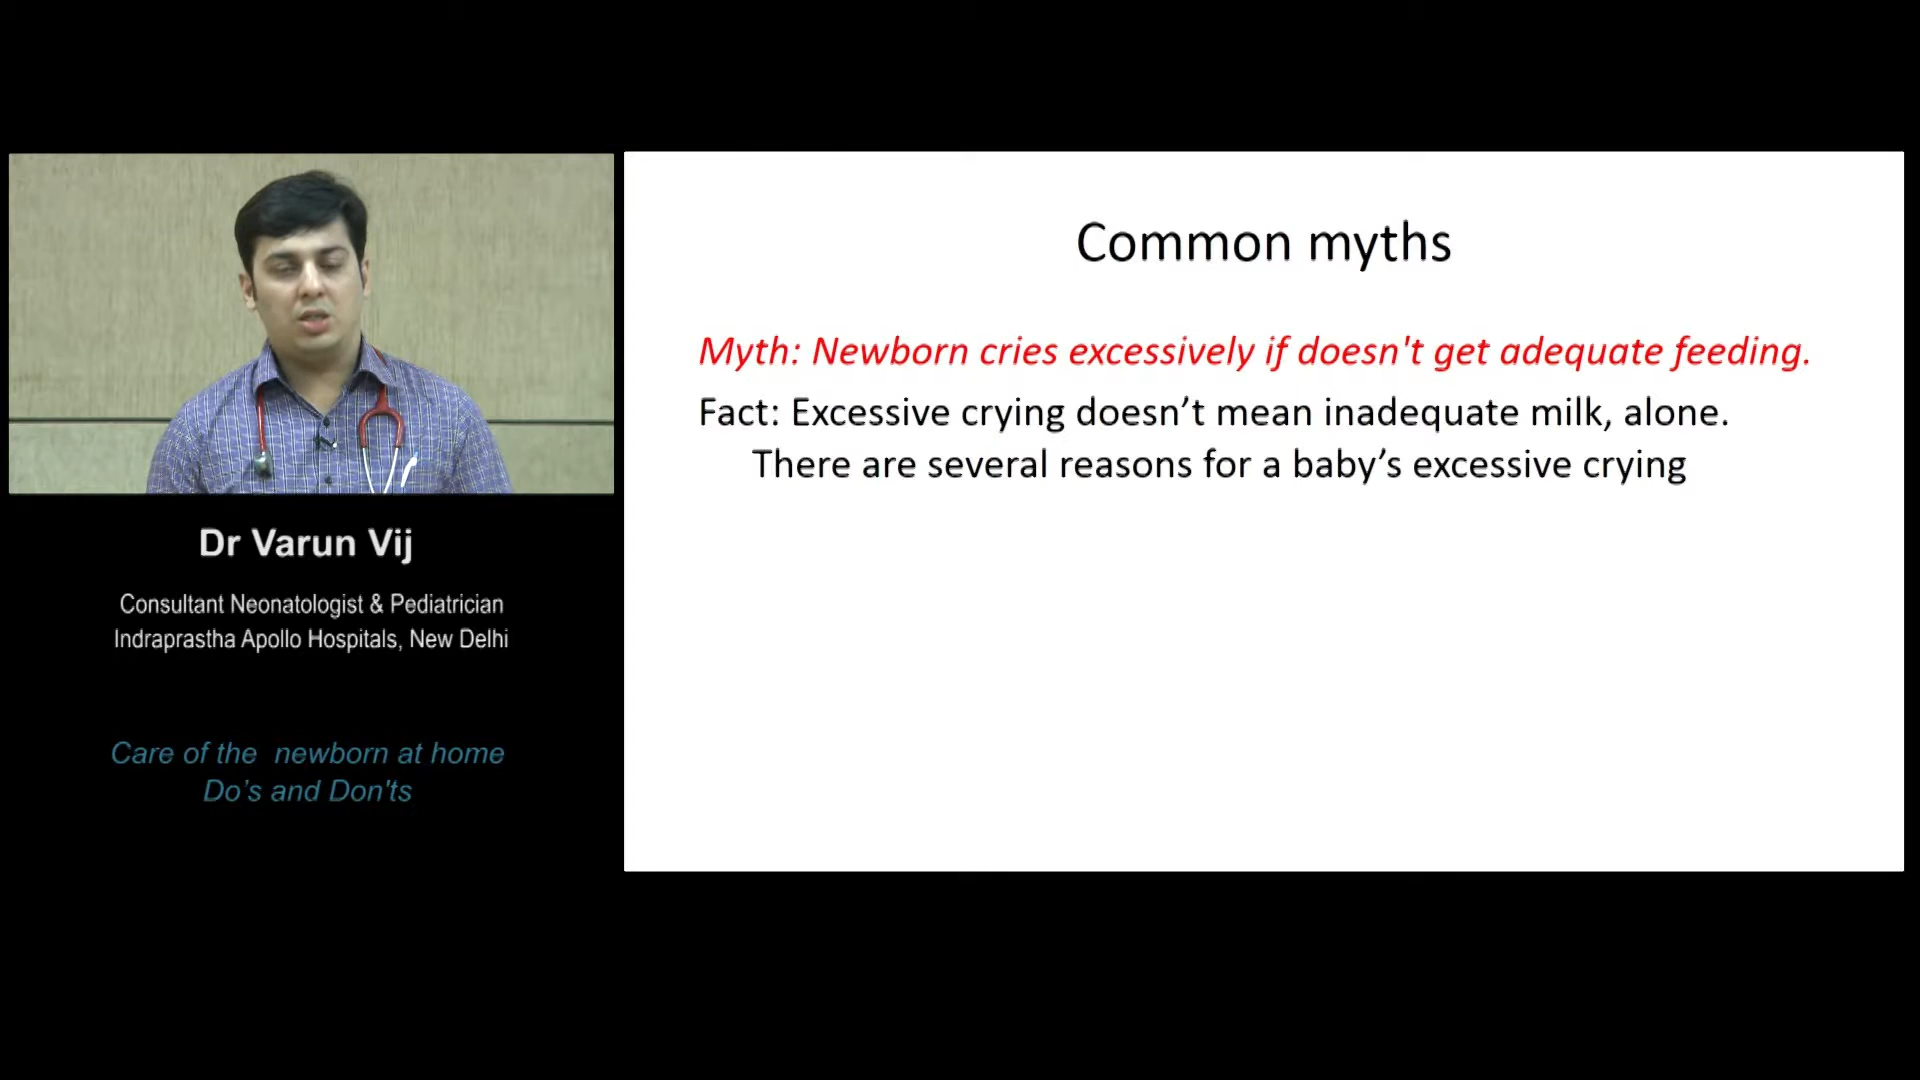 Common myths
Myth: Newborn cries excessively if doesn't get adequate feeding.
Fact: Excessive crying doesn’t mean inadequate milk, alone.
There are several reasons for a baby’s excessive crying
Dr Varun Vij
Consultant Neonatologist & Pediatrician
Indraprastha Apollo Hospitals, New Delhi
Care of the newborn at home
Do’s and Don'ts